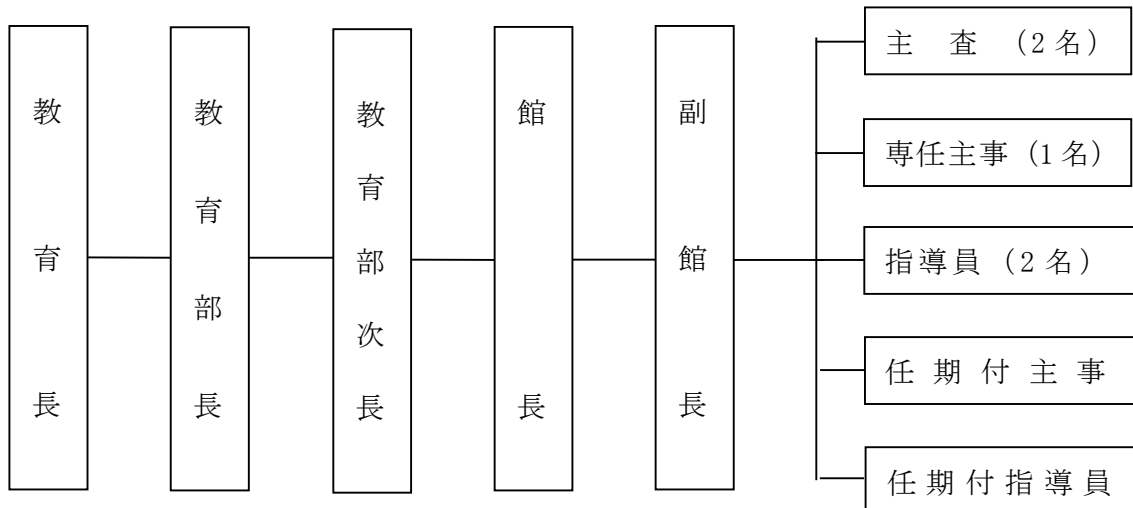 教育長
教育部長
教育部次長
館長
副館長
主　査　（2名）
専任主事（1名）
指導員（2名）
任期付主事
任期付指導員